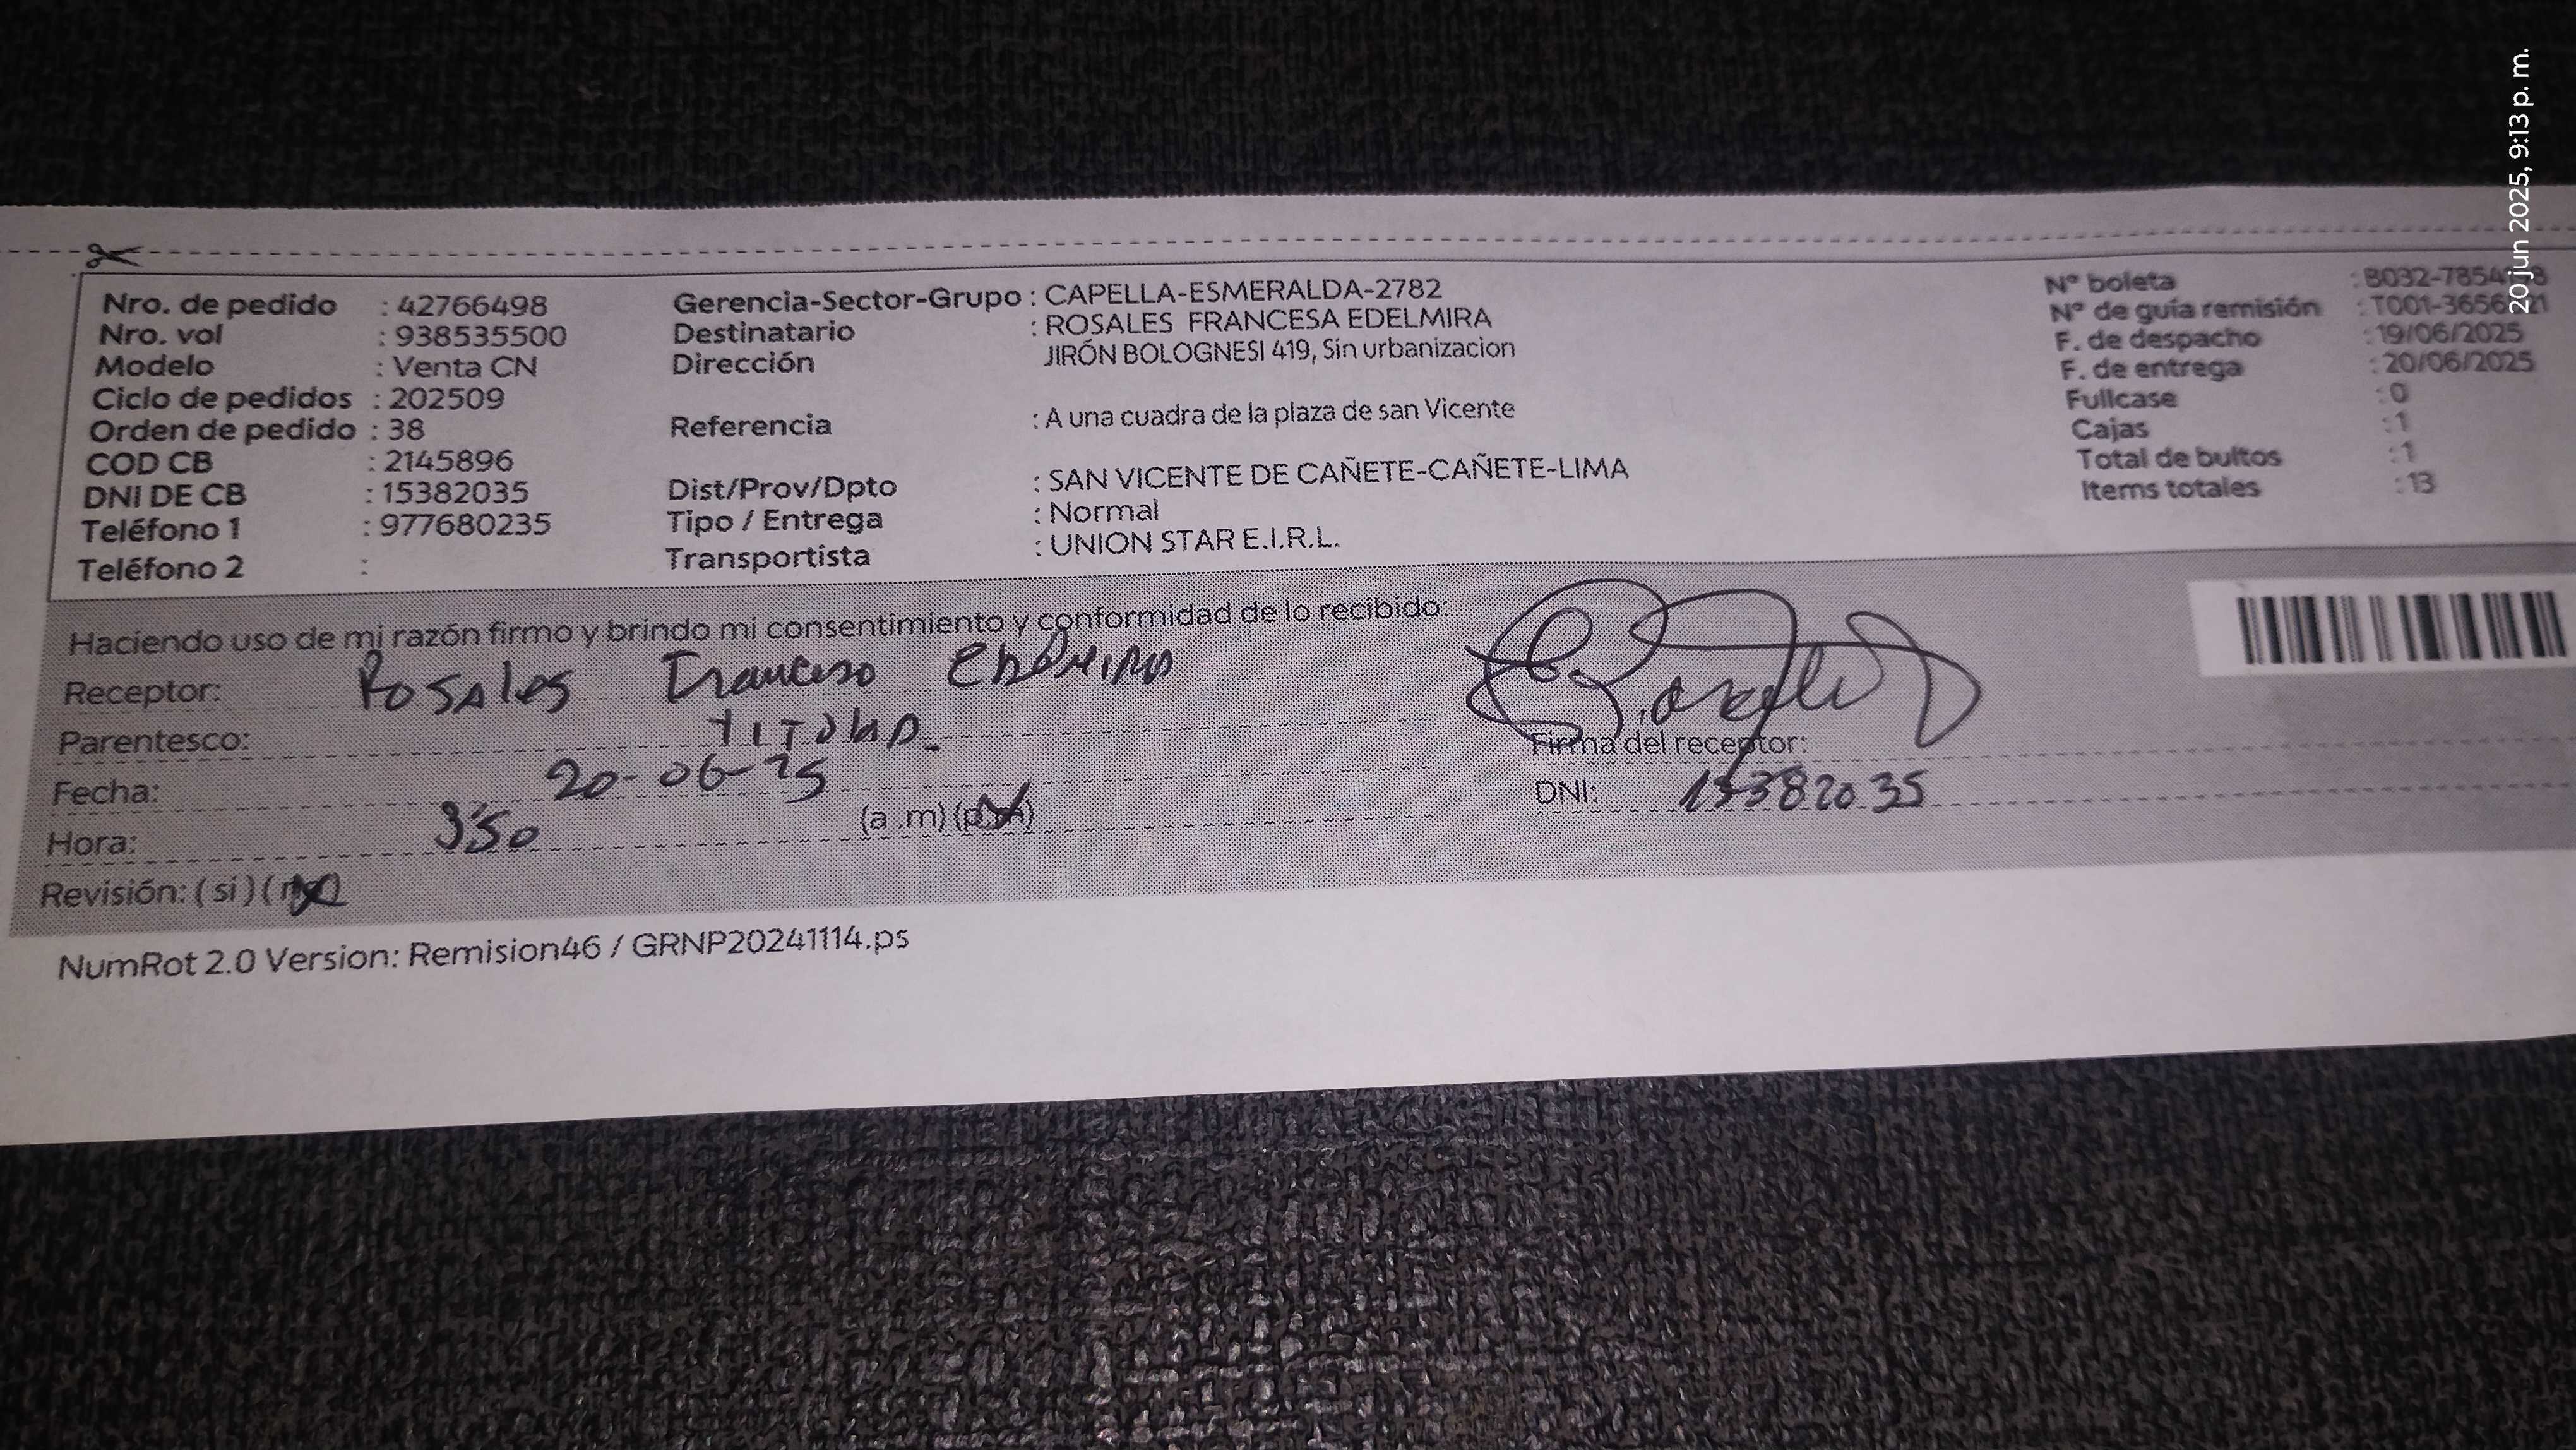 20 jun 2025, 9:13 p. m.
Nro. de pedido : 42766498
Nro. vol : 938535500
Modelo : Venta CN
Ciclo de pedidos : 202509
Orden de pedido : 38
COD CB : 2145896
DNI DE CB : 15382035
Teléfono 1 : 977680235
Teléfono 2 :
Gerencia-Sector-Grupo : CAPELLA-ESMERALDA-2782
Destinatario : ROSALES FRANCESA EDELMIRA
Dirección JIRÓN BOLOGNESI 419, Sin urbanizacion
Referencia : A una cuadra de la plaza de san Vicente
Dist/Prov/Dpto : SAN VICENTE DE CAÑETE-CAÑETE-LIMA
Tipo / Entrega : Normal
Transportista : UNION STAR E.I.R.L.
N° boleta :
N° de guía remisión :
F. de despacho : 19/06/2025
F. de entrega : 20/06/2025
Fullcase : 0
Cajas : 1
Total de bultos : 1
Items totales : 13
Haciendo uso de mi razón firmo y brindo mi consentimiento y conformidad de lo recibido:
Receptor: Rosales
Parentesco:
Fecha: 20-06-25
Hora: 3:50 (a .m) (p.m)
Revisión: ( si ) ( no )
Firma del receptor:
DNI: 15382035
NumRot 2.0 Version: Remision46 / GRNP20241114.ps